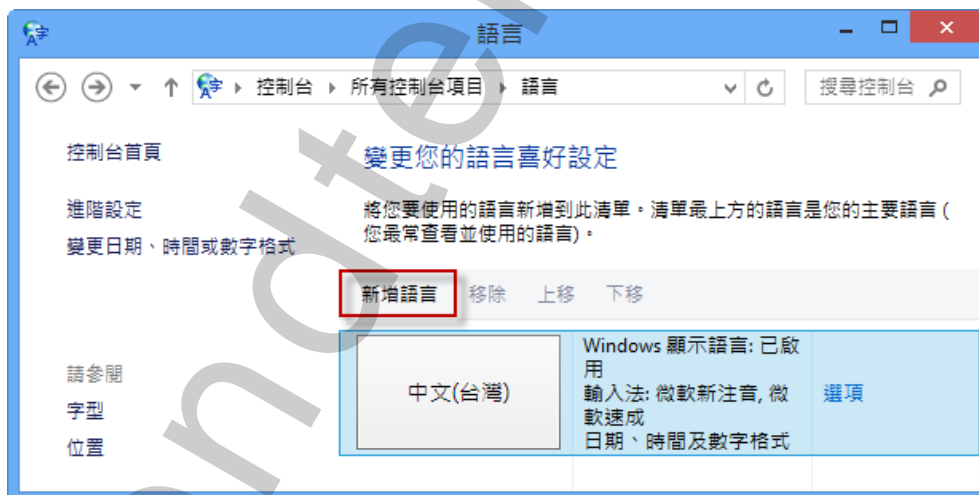 語言
控制台 ▸ 所有控制台項目 ▸ 語言
搜尋控制台
控制台首頁
進階設定
變更日期、時間或數字格式
請參閱
字型
位置
變更您的語言喜好設定
將您要使用的語言新增到此清單。清單最上方的語言是您的主要語言 (
您最常查看並使用的語言)。
新增語言 移除 上移 下移
中文(台灣)
Windows 顯示語言: 已啟
用
輸入法: 微軟新注音, 微
軟速成
日期、時間及數字格式
選項